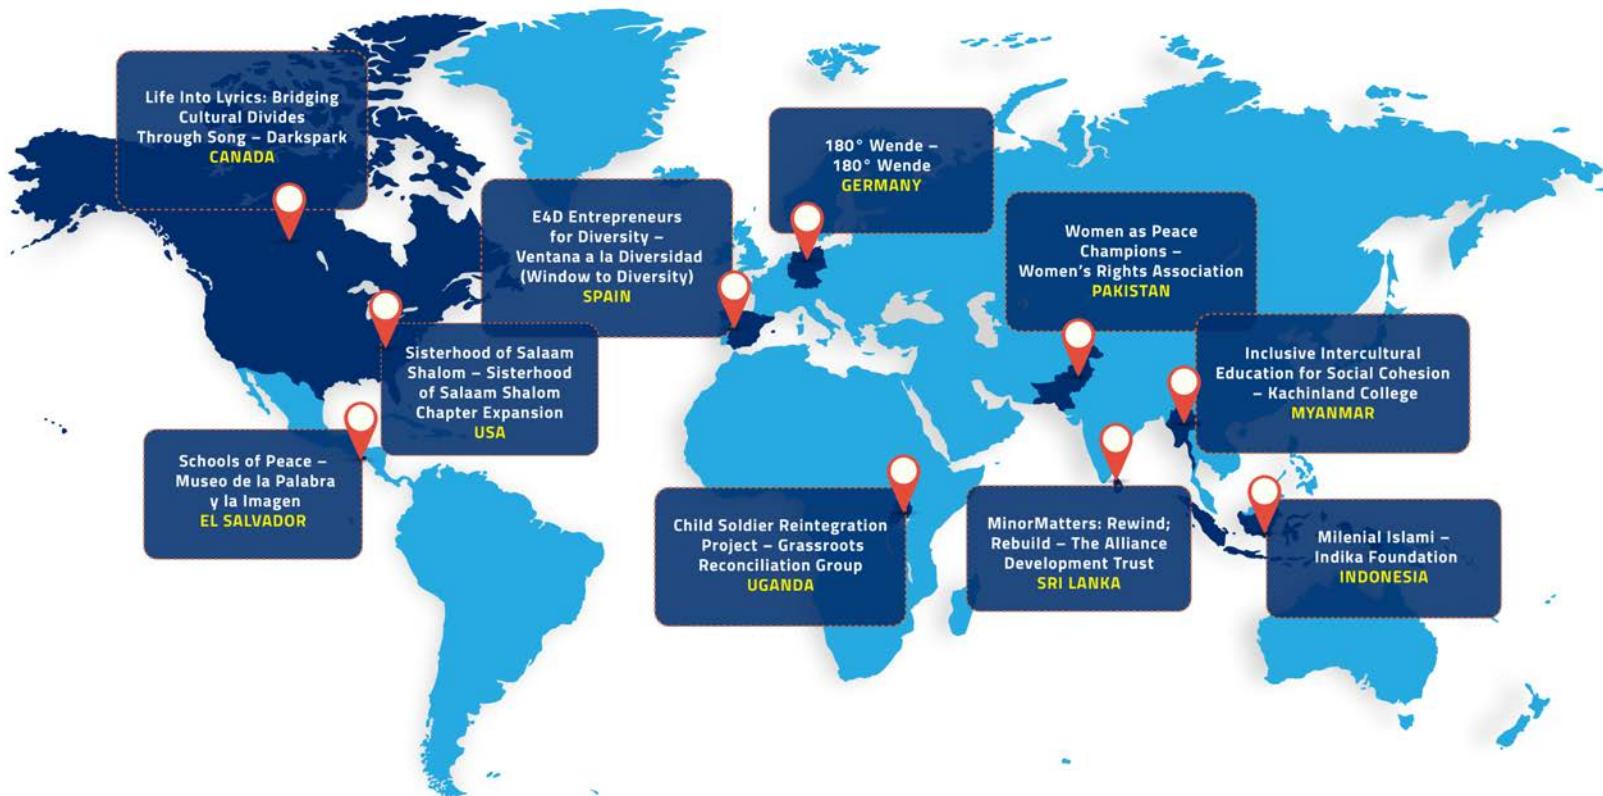 Life Into Lyrics: Bridging
Cultural Divides
Through Song – Darkspark
CANADA
180° Wende –
180° Wende
GERMANY
E4D Entrepreneurs
for Diversity –
Ventana a la Diversidad
(Window to Diversity)
SPAIN
Women as Peace
Champions –
Women's Rights Association
PAKISTAN
Sisterhood of Salaam
Shalom – Sisterhood
of Salaam Shalom
Chapter Expansion
USA
Inclusive Intercultural
Education for Social Cohesion
– Kachinland College
MYANMAR
Schools of Peace –
Museo de la Palabra
y la Imagen
EL SALVADOR
Child Soldier Reintegration
Project – Grassroots
Reconciliation Group
UGANDA
MinorMatters: Rewind;
Rebuild – The Alliance
Development Trust
SRI LANKA
Milenial Islami –
Indika Foundation
INDONESIA